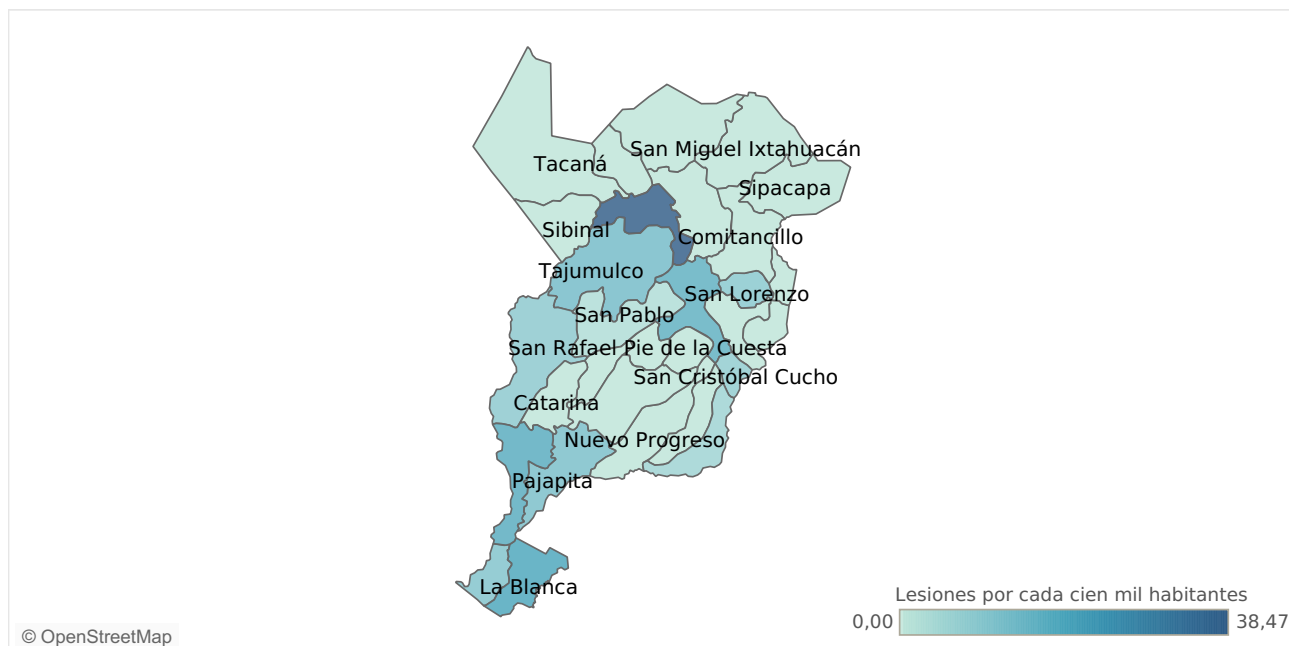 San Miguel Ixtahuacán
Tacaná
Sipacapa
Sibinal
Comitancillo
Tajumulco
San Lorenzo
San Pablo
San Rafael Pie de la Cuesta
San Cristóbal Cucho
Catarina
Nuevo Progreso
Pajapita
La Blanca
Lesiones por cada cien mil habitantes
0,00
38,47
© OpenStreetMap